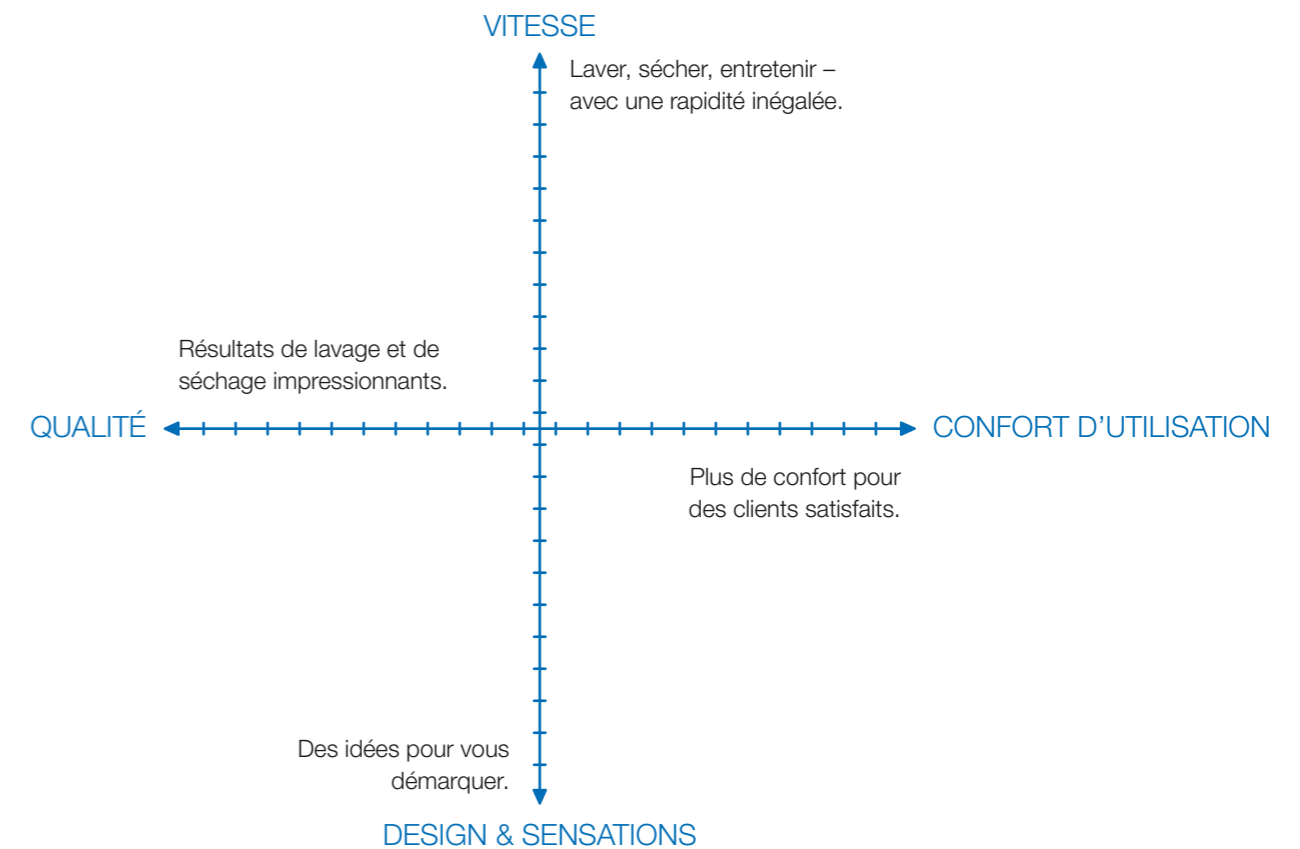 VITESSE
Laver, sécher, entretenir –
avec une rapidité inégalée.
Résultats de lavage et de
séchage impressionnants.
QUALITÉ
CONFORT D’UTILISATION
Plus de confort pour
des clients satisfaits.
Des idées pour vous
démarquer.
DESIGN & SENSATIONS